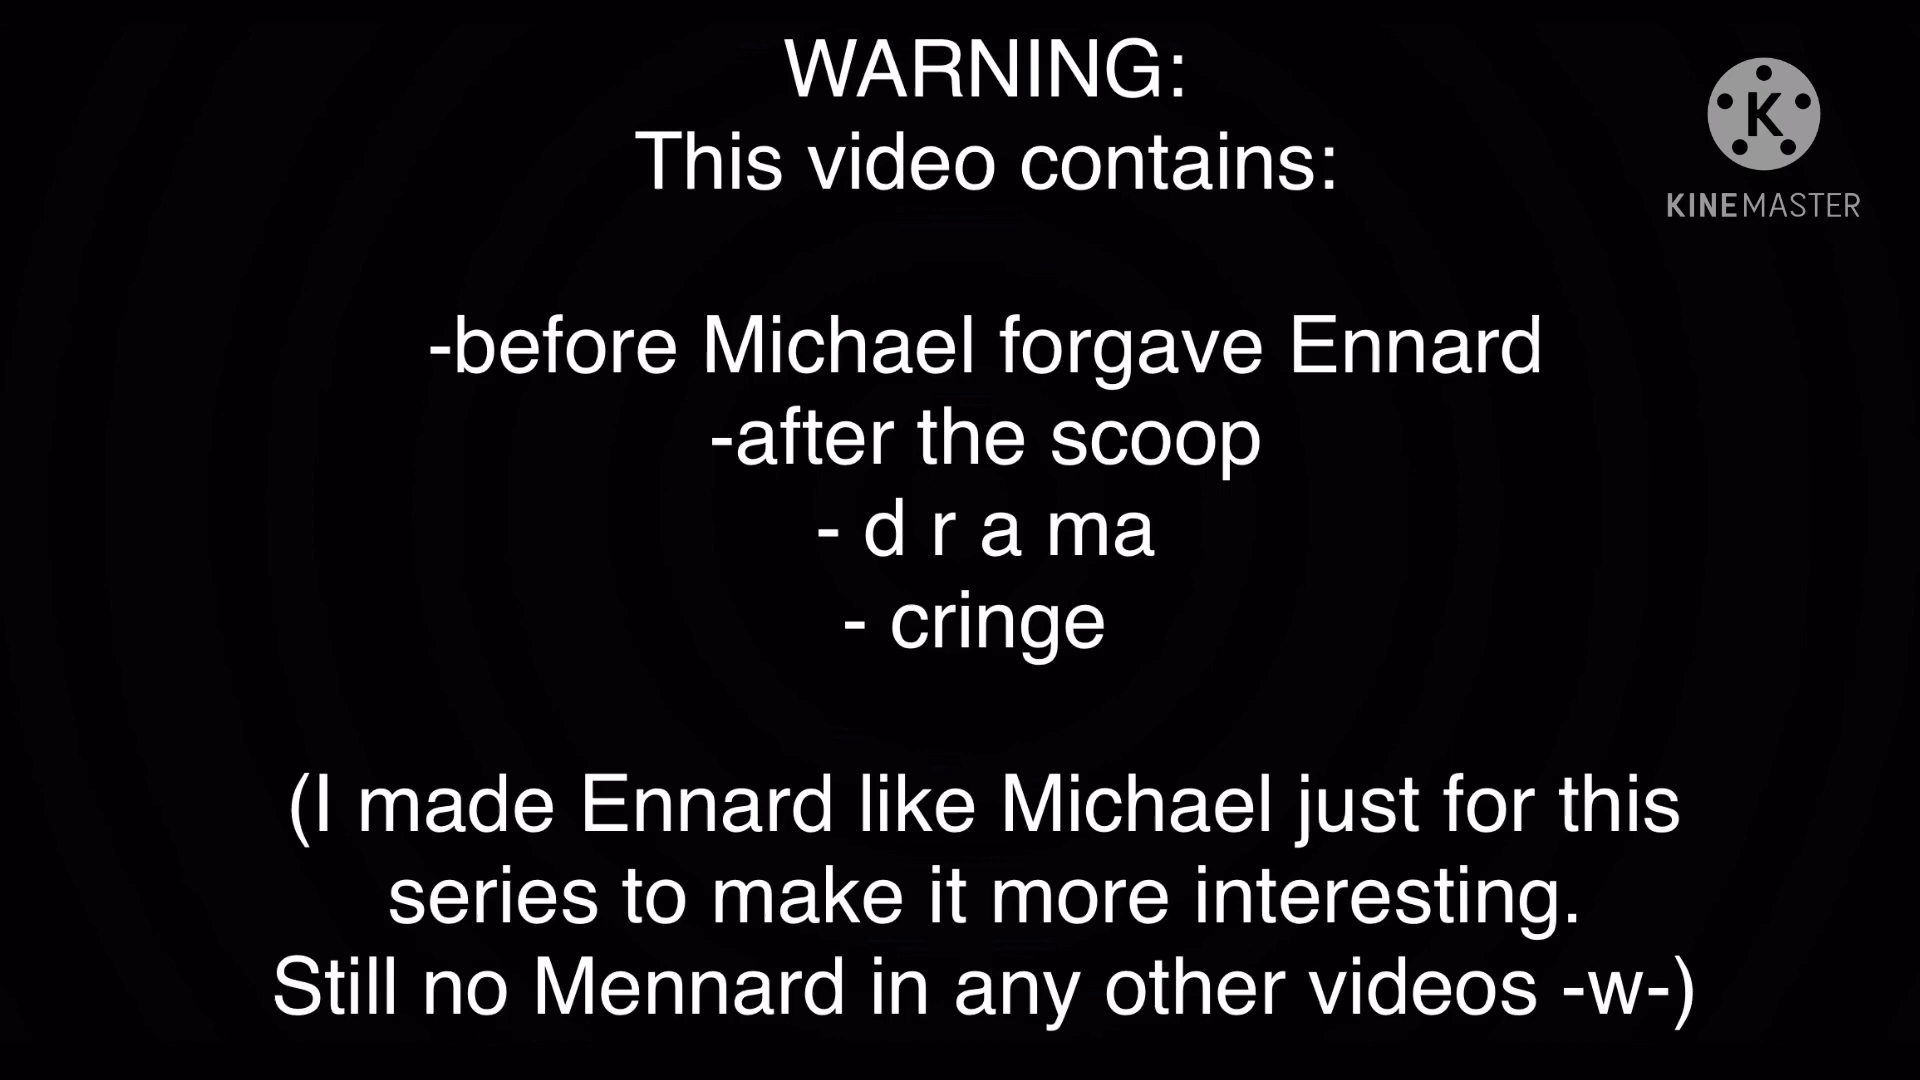 WARNING:
This video contains:
-before Michael forgave Ennard
-after the scoop
- d r a ma
- cringe
(I made Ennard like Michael just for this
series to make it more interesting.
Still no Mennard in any other videos -w-)
K
KINEMASTER